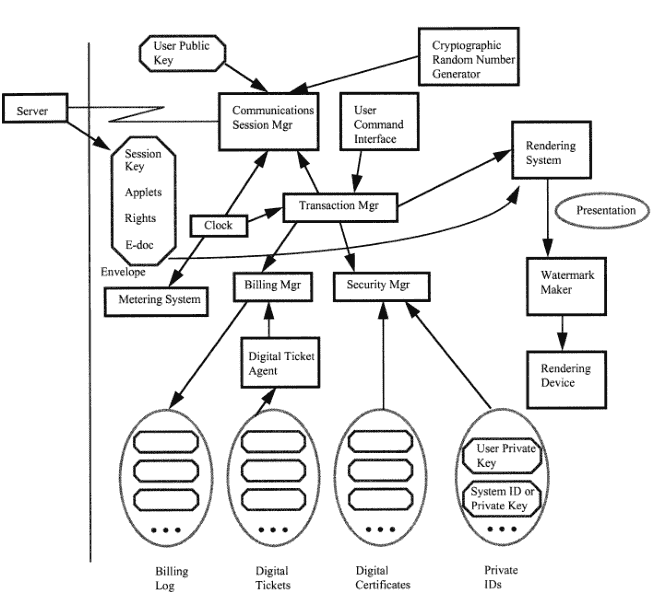 User Public
Key
Cryptographic
Random Number
Generator
Server
Communications
Session Mgr
User
Command
Interface
Rendering
System
Session
Key
Applets
Rights
E-doc
Envelope
Transaction Mgr
Presentation
Clock
Metering System
Billing Mgr
Security Mgr
Watermark
Maker
Digital Ticket
Agent
Rendering
Device
User Private
Key
System ID or
Private Key
Billing
Log
Digital
Tickets
Digital
Certificates
Private
IDs